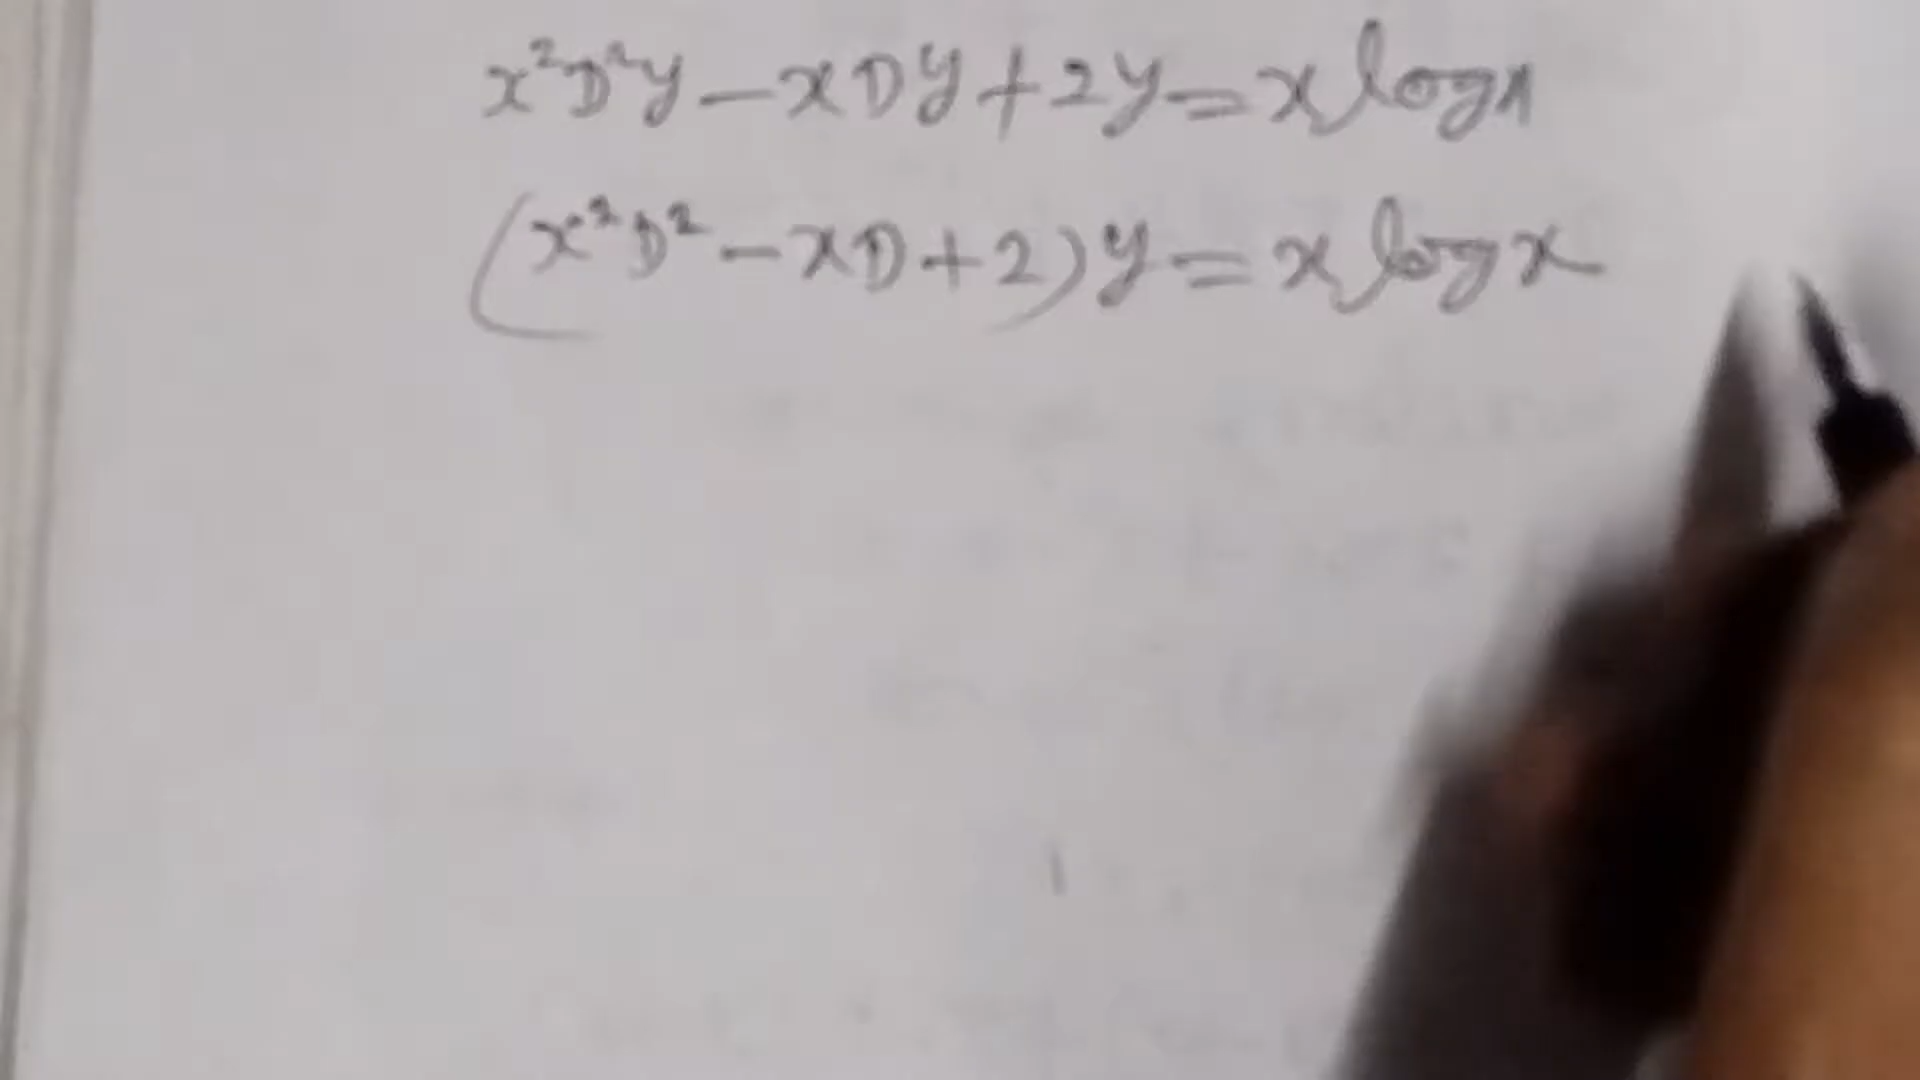 x²D²y – xDy + 2y = x log x
(x²D² – xD + 2) y = x log x